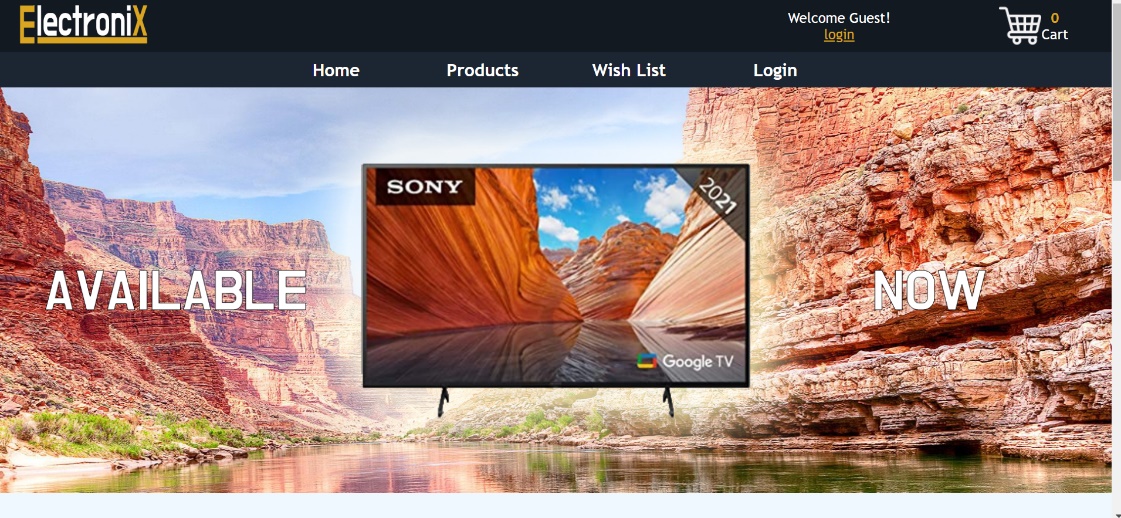 ElectroniX
Welcome Guest!
login
0
Cart
Home
Products
Wish List
Login
SONY
2021
AVAILABLE
NOW
Google TV